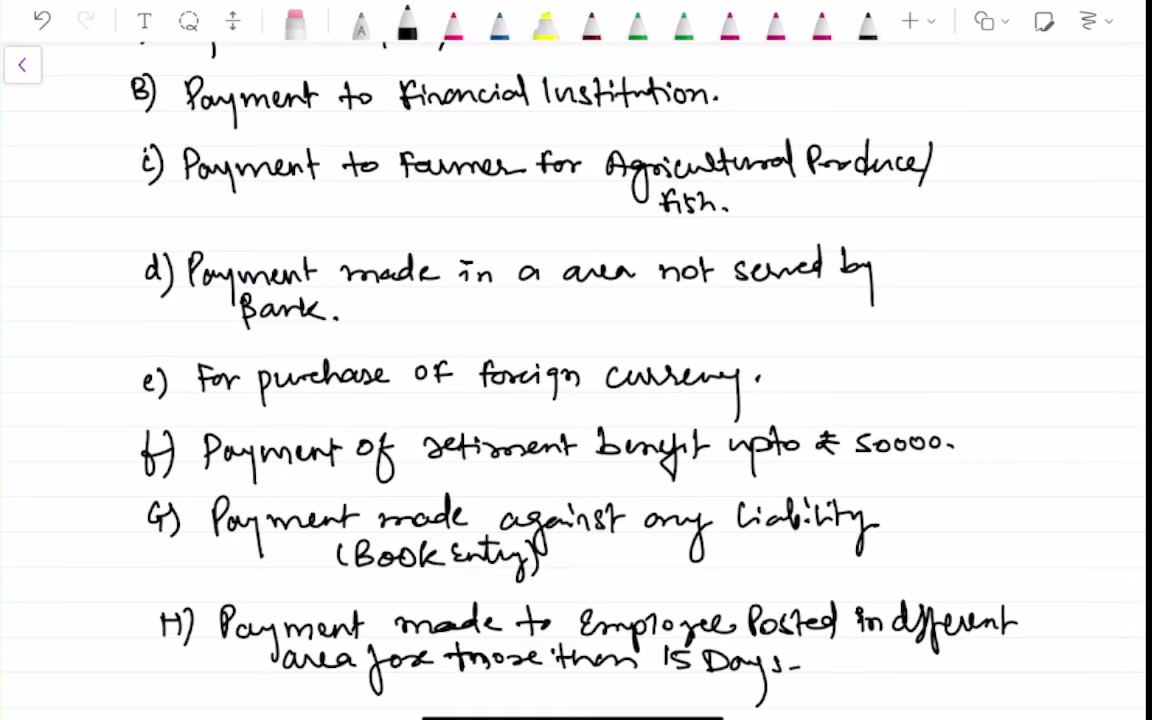 B) Payment to Financial Institution.
c) Payment to Farmer for Agricultural Produce/
Fish.
d) Payment made in a area not served by
Bank.
e) For purchase of foreign currency.
f) Payment of retirment benefit upto ₹ 50000.
G) Payment made against any liability
(Book Entry)
H) Payment made to Employee Posted in different
area for more then 15 Days-